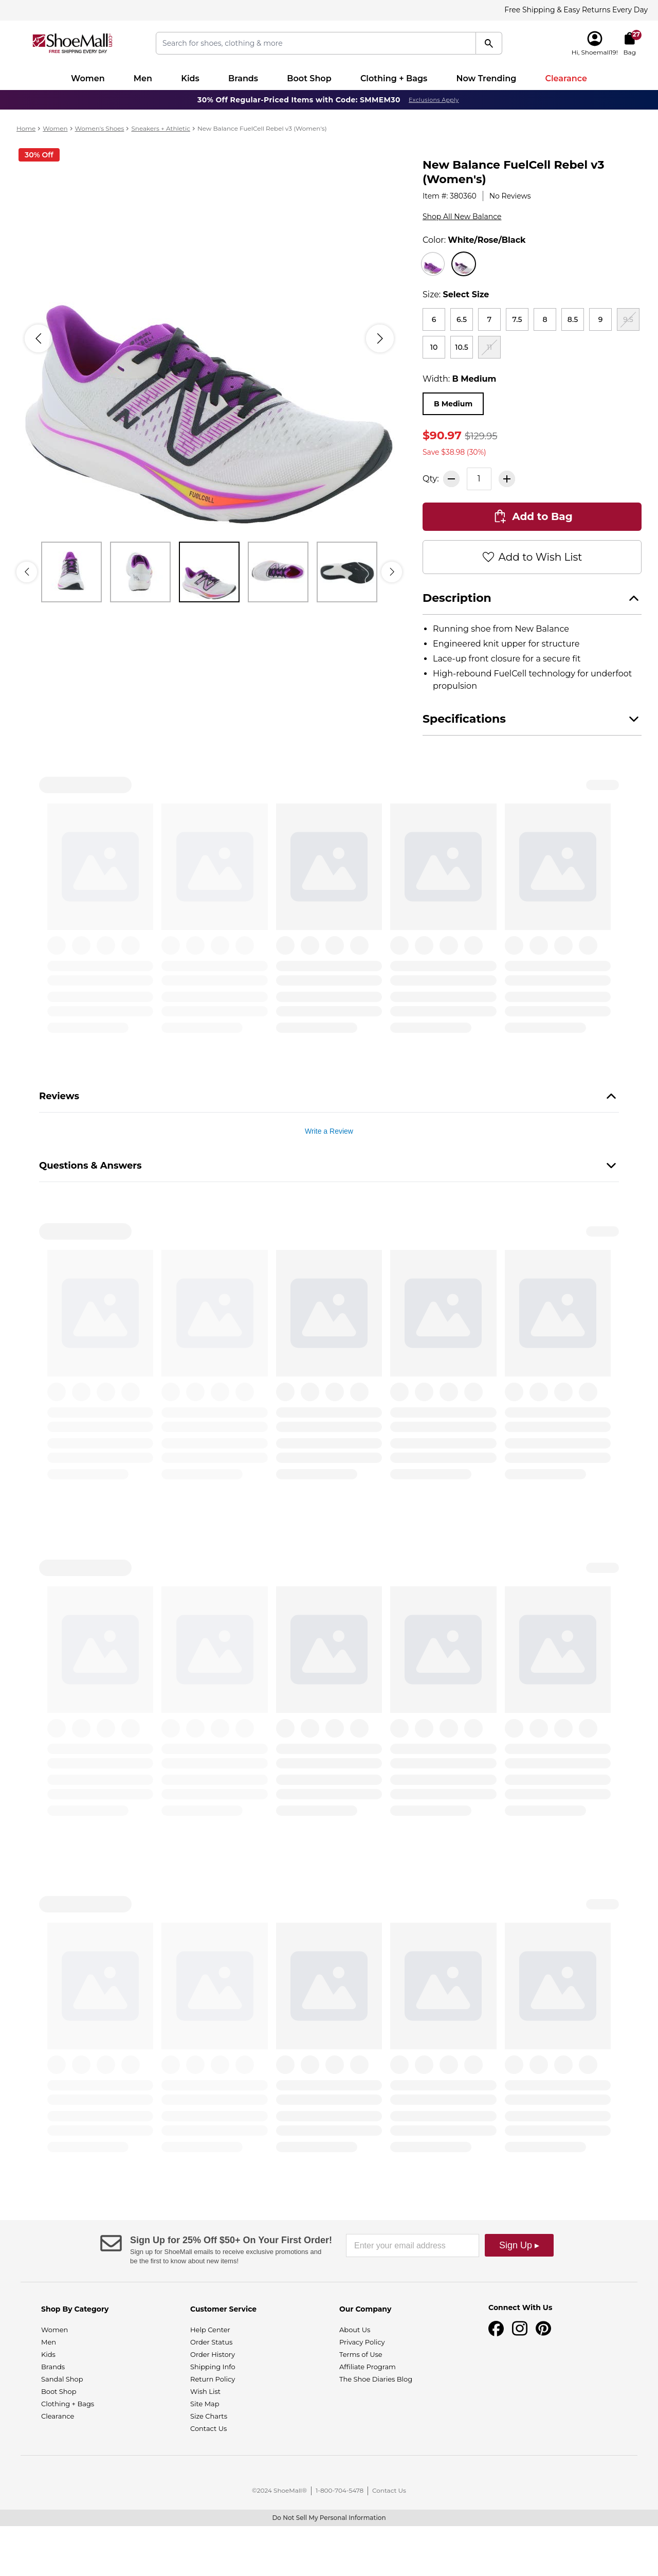 Free Shipping & Easy Returns Every Day
ShoeMall.com
FREE SHIPPING EVERY DAY
Search for shoes, clothing & more
27
Hi, Shoemall19!
Bag
Women
Men
Kids
Brands
Boot Shop
Clothing + Bags
Now Trending
Clearance
30% Off Regular-Priced Items with Code: SMMEM30
Exclusions Apply
Home > Women > Women's Shoes > Sneakers + Athletic > New Balance FuelCell Rebel v3 (Women's)
30% Off
FUELCELL
New Balance FuelCell Rebel v3
(Women's)
Item #: 380360 | No Reviews
Shop All New Balance
Color: White/Rose/Black
Size: Select Size
6
6.5
7
7.5
8
8.5
9
9.5
10
10.5
11
Width: B Medium
B Medium
$90.97 $129.95
Save $38.98 (30%)
Qty:
1
Add to Bag
Add to Wish List
Description
• Running shoe from New Balance
• Engineered knit upper for structure
• Lace-up front closure for a secure fit
• High-rebound FuelCell technology for underfoot
propulsion
Specifications
Reviews
Write a Review
Questions & Answers
Sign Up for 25% Off $50+ On Your First Order!
Sign up for ShoeMall emails to receive exclusive promotions and
be the first to know about new items!
Enter your email address
Sign Up ▸
Shop By Category
Women
Men
Kids
Brands
Sandal Shop
Boot Shop
Clothing + Bags
Clearance
Customer Service
Help Center
Order Status
Order History
Shipping Info
Return Policy
Wish List
Site Map
Size Charts
Contact Us
Our Company
About Us
Privacy Policy
Terms of Use
Affiliate Program
The Shoe Diaries Blog
Connect With Us
©2024 ShoeMall® | 1-800-704-5478 | Contact Us
Do Not Sell My Personal Information